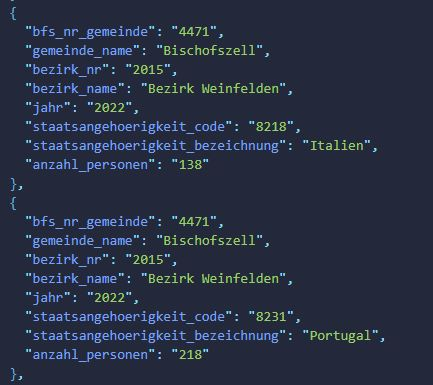 {
"bfs_nr_gemeinde": "4471",
"gemeinde_name": "Bischofszell",
"bezirk_nr": "2015",
"bezirk_name": "Bezirk Weinfelden",
"jahr": "2022",
"staatsangehoerigkeit_code": "8218",
"staatsangehoerigkeit_bezeichnung": "Italien",
"anzahl_personen": "138"
},
{
"bfs_nr_gemeinde": "4471",
"gemeinde_name": "Bischofszell",
"bezirk_nr": "2015",
"bezirk_name": "Bezirk Weinfelden",
"jahr": "2022",
"staatsangehoerigkeit_code": "8231",
"staatsangehoerigkeit_bezeichnung": "Portugal",
"anzahl_personen": "218"
},